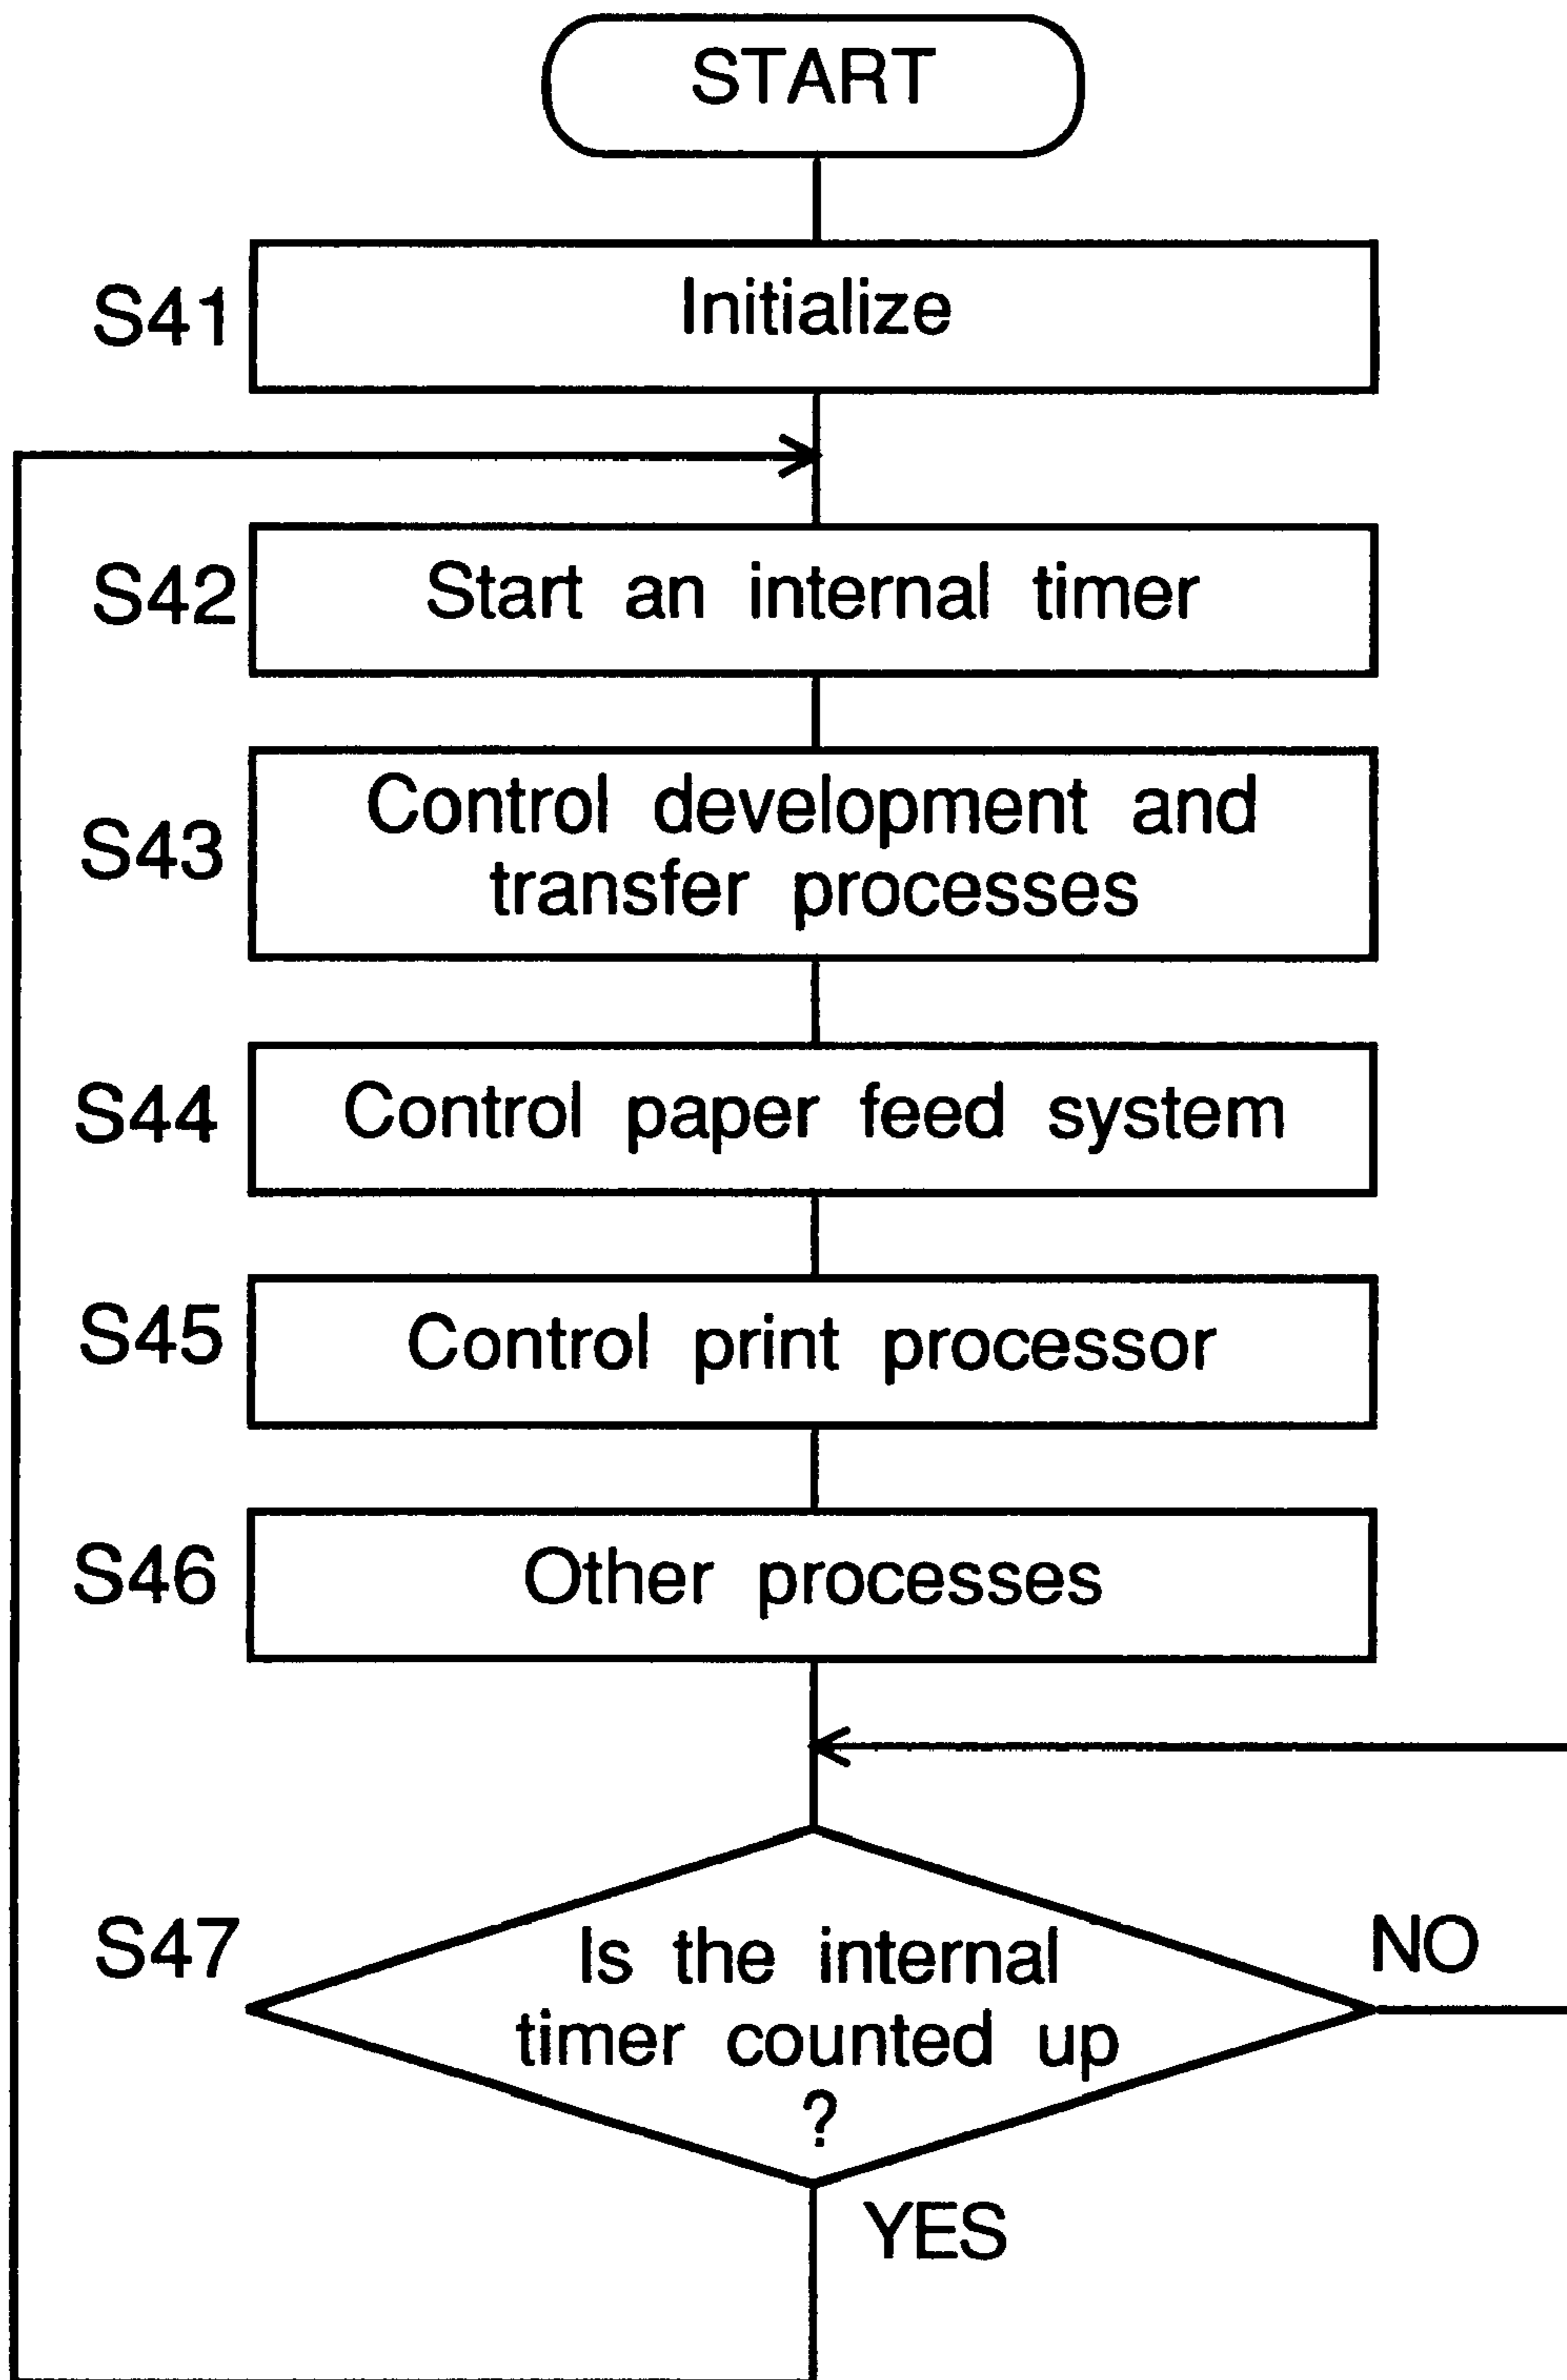 START
S41
Initialize
S42
Start an internal timer
S43
Control development and
transfer processes
S44
Control paper feed system
S45
Control print processor
S46
Other processes
S47
Is the internal
timer counted up
?
NO
YES